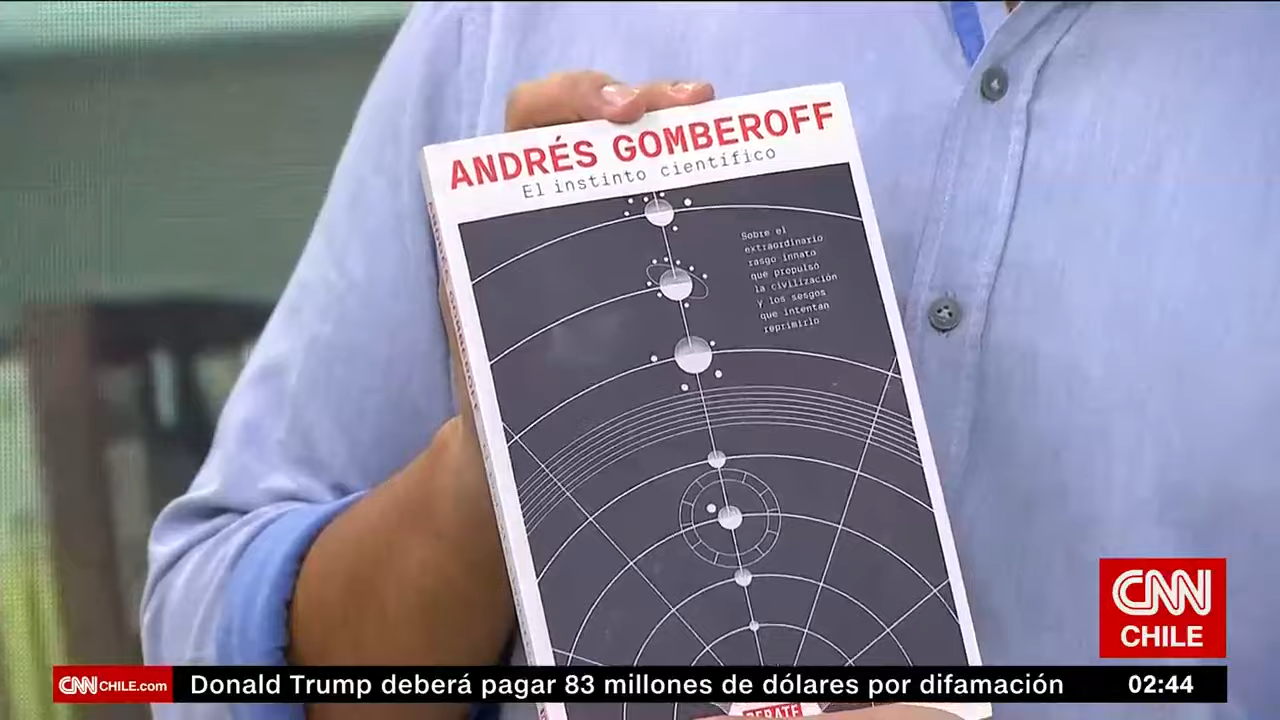 ANDRÉS GOMBEROFF
El instinto científico
Sobre el
extraordinario
rasgo innato
que propulsó
la civilización
y los sesgos
que intentan
reprimirlo
DEBATE
CNN
CHILE
CNNCHILE.com
Donald Trump deberá pagar 83 millones de dólares por difamación
02:44